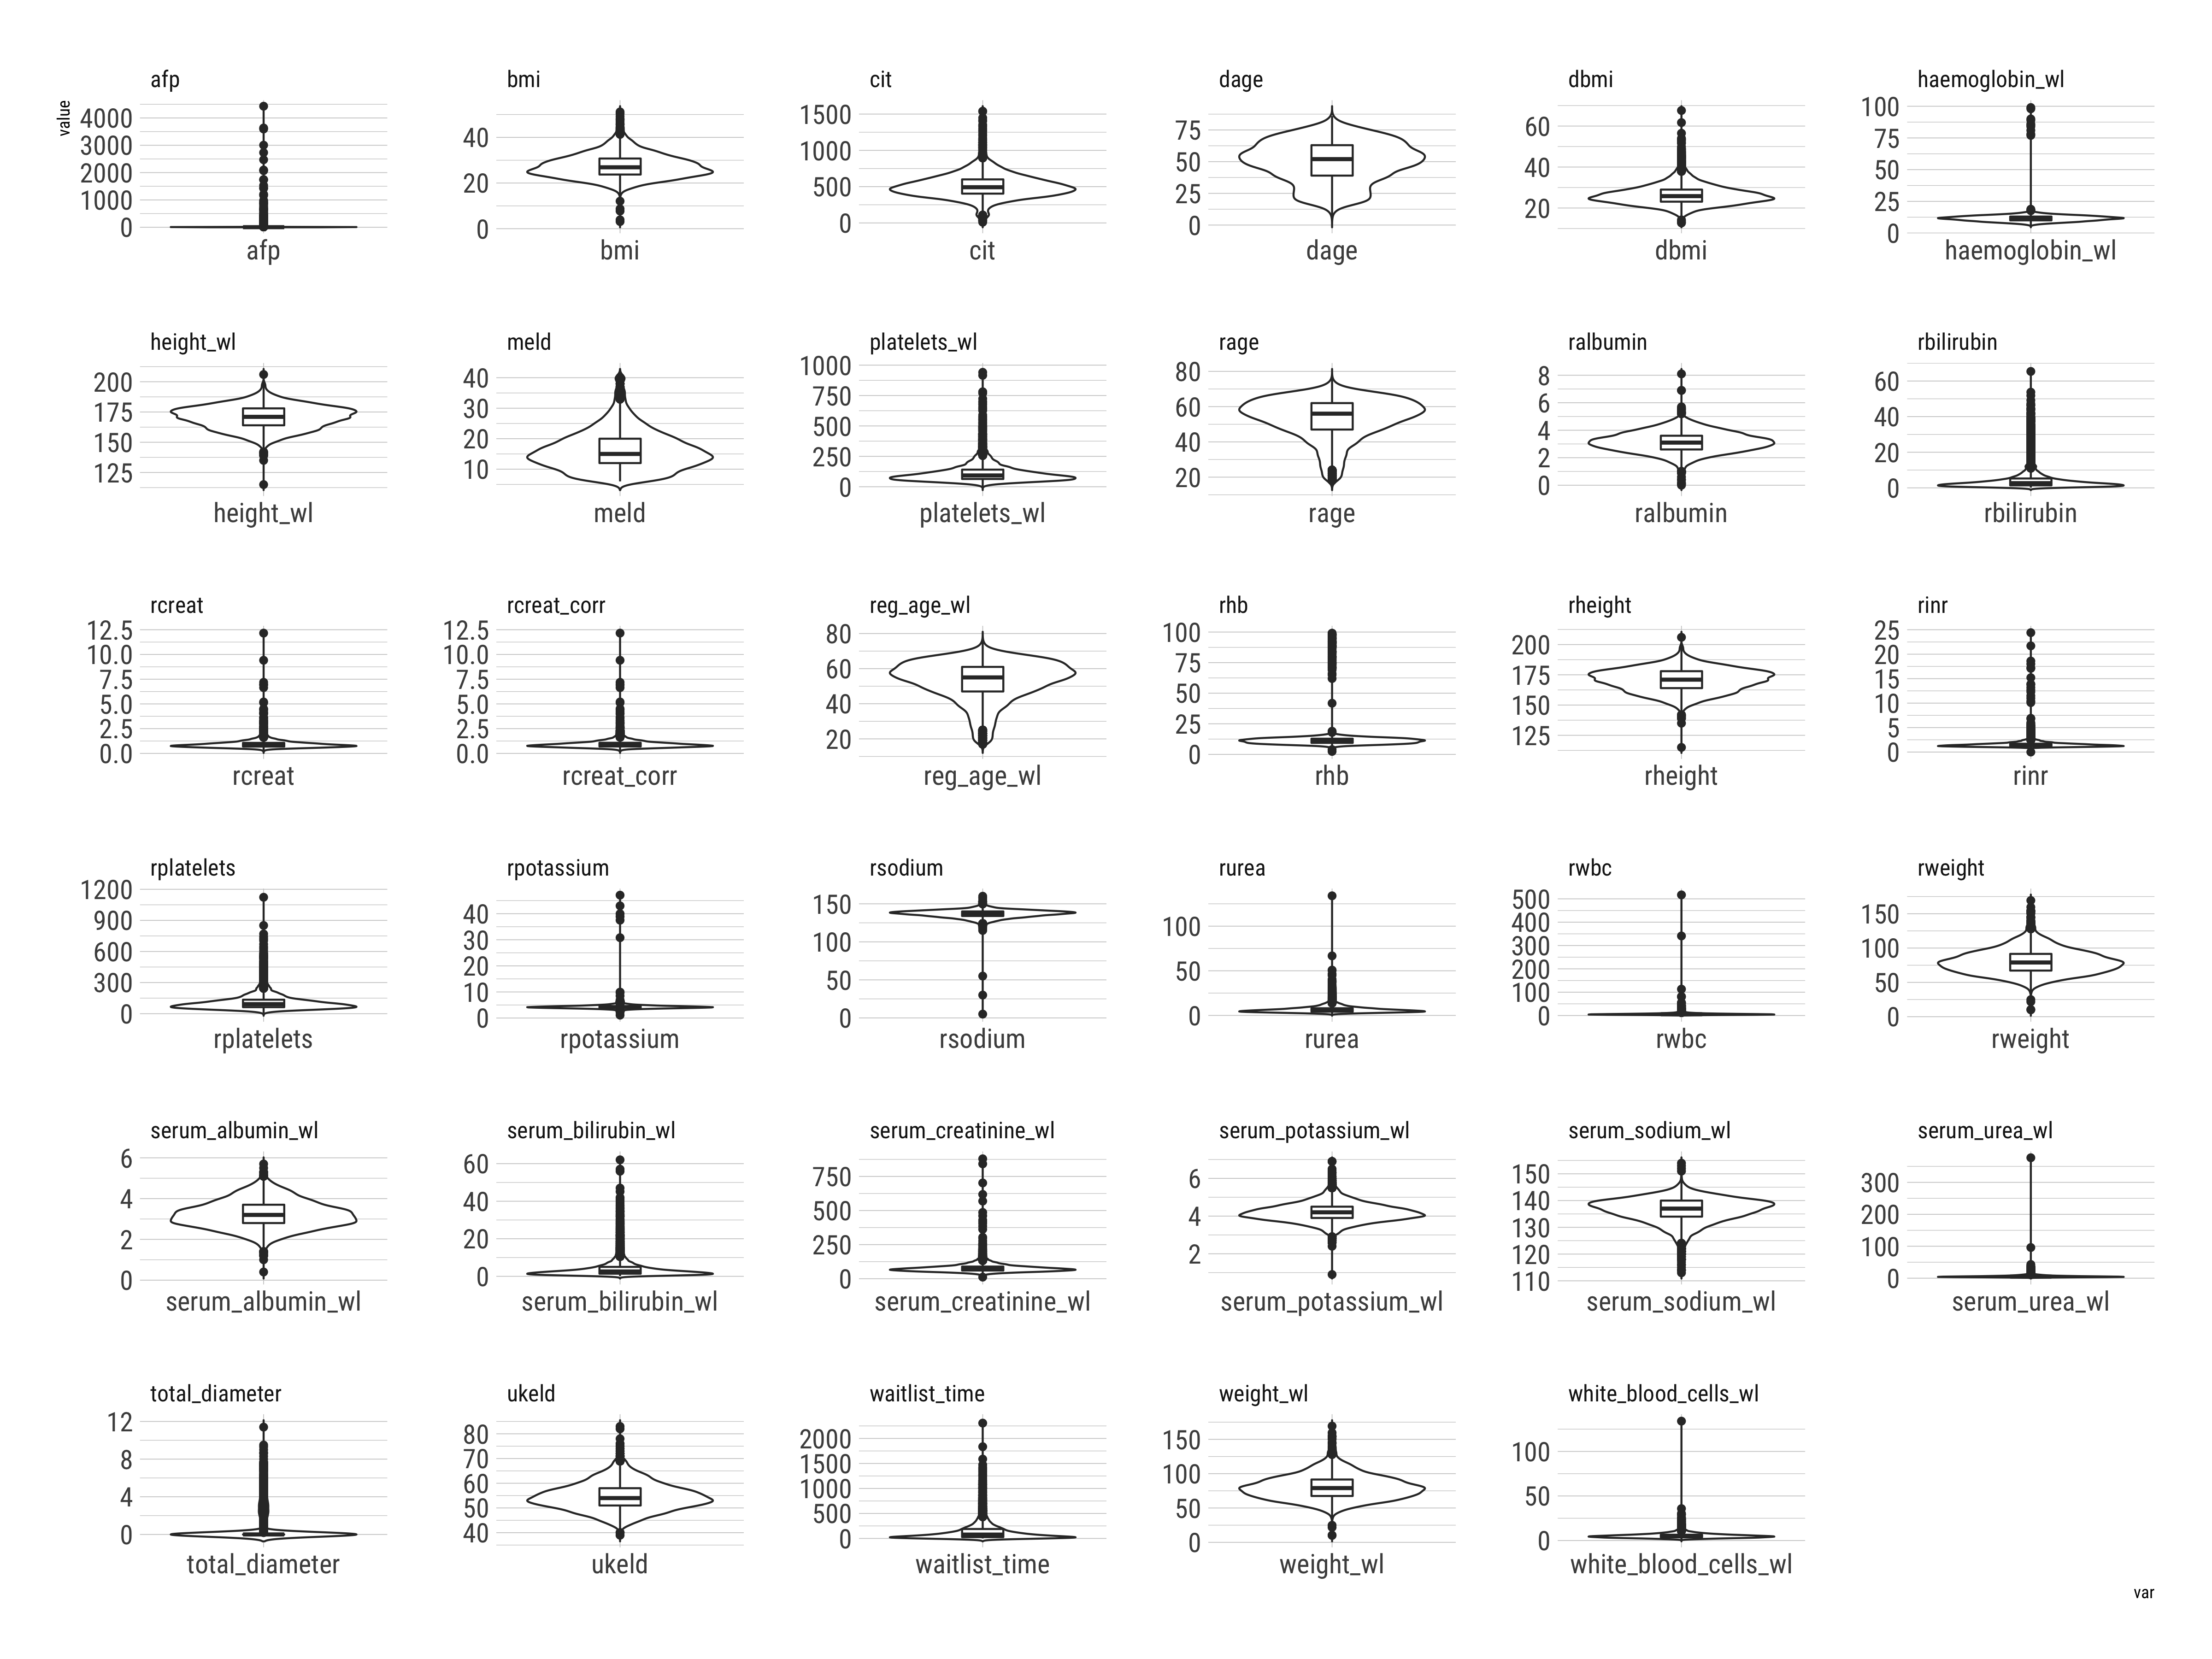 afp
bmi
cit
dage
dbmi
haemoglobin_wl
value
4000
3000
2000
1000
0
afp
40
20
0
bmi
1500
1000
500
0
cit
75
50
25
0
dage
60
40
20
dbmi
100
75
50
25
0
haemoglobin_wl
height_wl
meld
platelets_wl
rage
ralbumin
rbilirubin
200
175
150
125
height_wl
40
30
20
10
meld
1000
750
500
250
0
platelets_wl
80
60
40
20
rage
8
6
4
2
0
ralbumin
60
40
20
0
rbilirubin
rcreat
rcreat_corr
reg_age_wl
rhb
rheight
rinr
12.5
10.0
7.5
5.0
2.5
0.0
rcreat
12.5
10.0
7.5
5.0
2.5
0.0
rcreat_corr
80
60
40
20
reg_age_wl
100
75
50
25
0
rhb
200
175
150
125
rheight
25
20
15
10
5
0
rinr
rplatelets
rpotassium
rsodium
rurea
rwbc
rweight
1200
900
600
300
0
rplatelets
40
30
20
10
0
rpotassium
150
100
50
0
rsodium
100
50
0
rurea
500
400
300
200
100
0
rwbc
150
100
50
0
rweight
serum_albumin_wl
serum_bilirubin_wl
serum_creatinine_wl
serum_potassium_wl
serum_sodium_wl
serum_urea_wl
6
4
2
0
serum_albumin_wl
60
40
20
0
serum_bilirubin_wl
750
500
250
0
serum_creatinine_wl
6
4
2
serum_potassium_wl
150
140
130
120
110
serum_sodium_wl
300
200
100
0
serum_urea_wl
total_diameter
ukeld
waitlist_time
weight_wl
white_blood_cells_wl
12
8
4
0
total_diameter
80
70
60
50
40
ukeld
2000
1500
1000
500
0
waitlist_time
150
100
50
0
weight_wl
100
50
0
white_blood_cells_wl
var